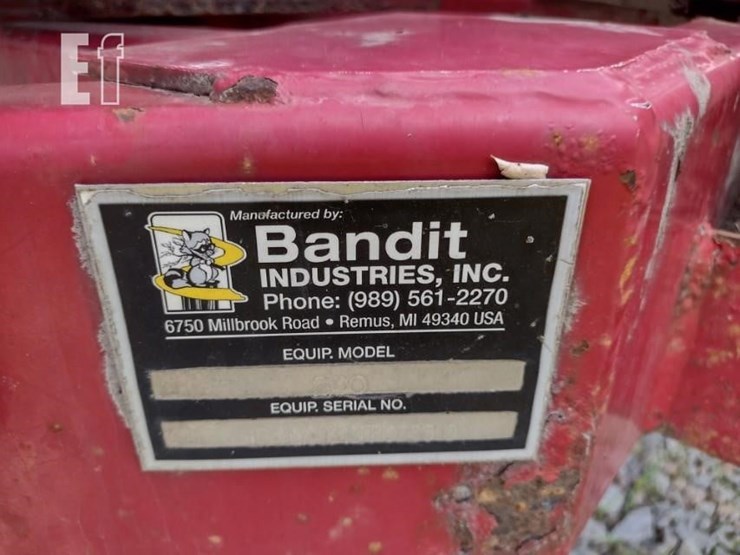 Ef
Manufactured by:
Bandit
INDUSTRIES, INC.
Phone: (989) 561-2270
6750 Millbrook Road • Remus, MI 49340 USA
EQUIP. MODEL
EQUIP. SERIAL NO.